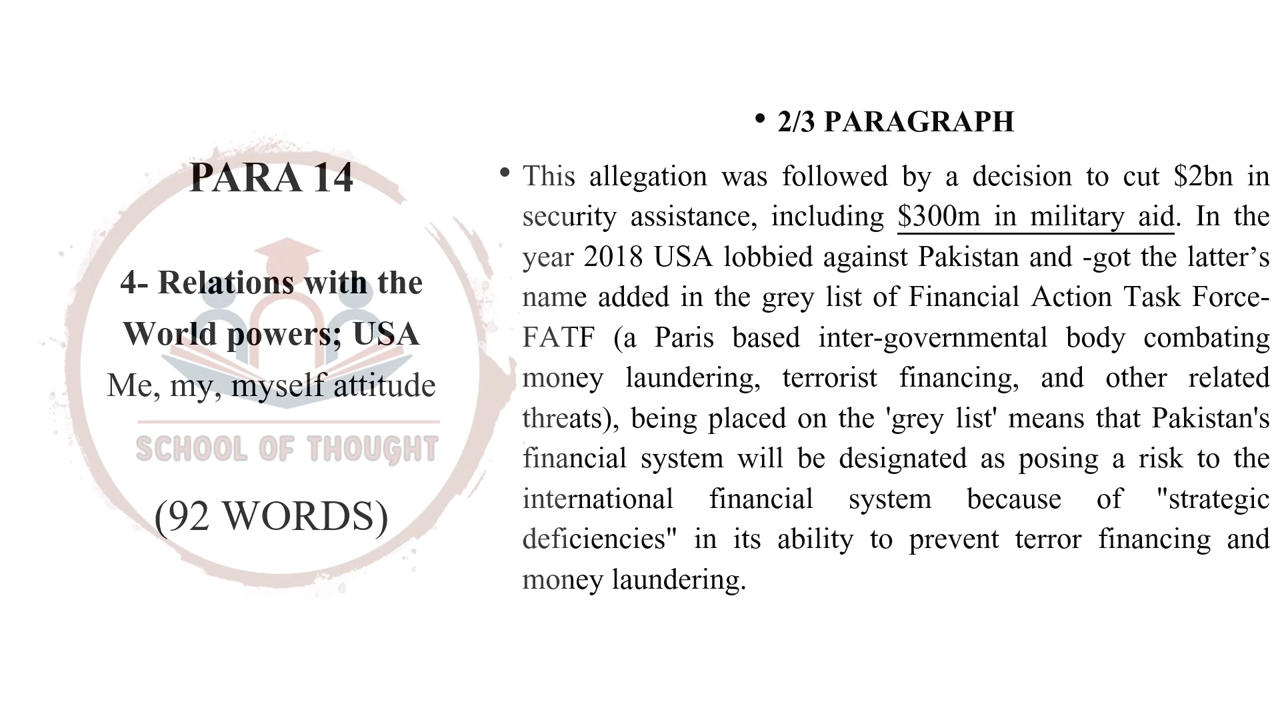 PARA 14
4- Relations with the
World powers; USA
Me, my, myself attitude
SCHOOL OF THOUGHT
(92 WORDS)
• 2/3 PARAGRAPH
• This allegation was followed by a decision to cut $2bn in
security assistance, including $300m in military aid. In the
year 2018 USA lobbied against Pakistan and -got the latter’s
name added in the grey list of Financial Action Task Force-
FATF (a Paris based inter-governmental body combating
money laundering, terrorist financing, and other related
threats), being placed on the 'grey list' means that Pakistan's
financial system will be designated as posing a risk to the
international financial system because of "strategic
deficiencies" in its ability to prevent terror financing and
money laundering.